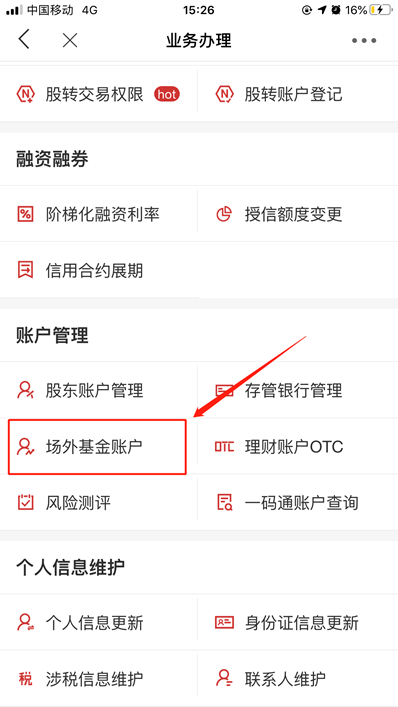 中国移动 4G 15:26 16%
业务办理
股转交易权限 hot 股转账户登记
融资融券
阶梯化融资利率 授信额度变更
信用合约展期
账户管理
股东账户管理 存管银行管理
场外基金账户 OTC 理财账户OTC
风险测评 一码通账户查询
个人信息维护
个人信息更新 身份证信息更新
税 涉税信息维护 联系人维护